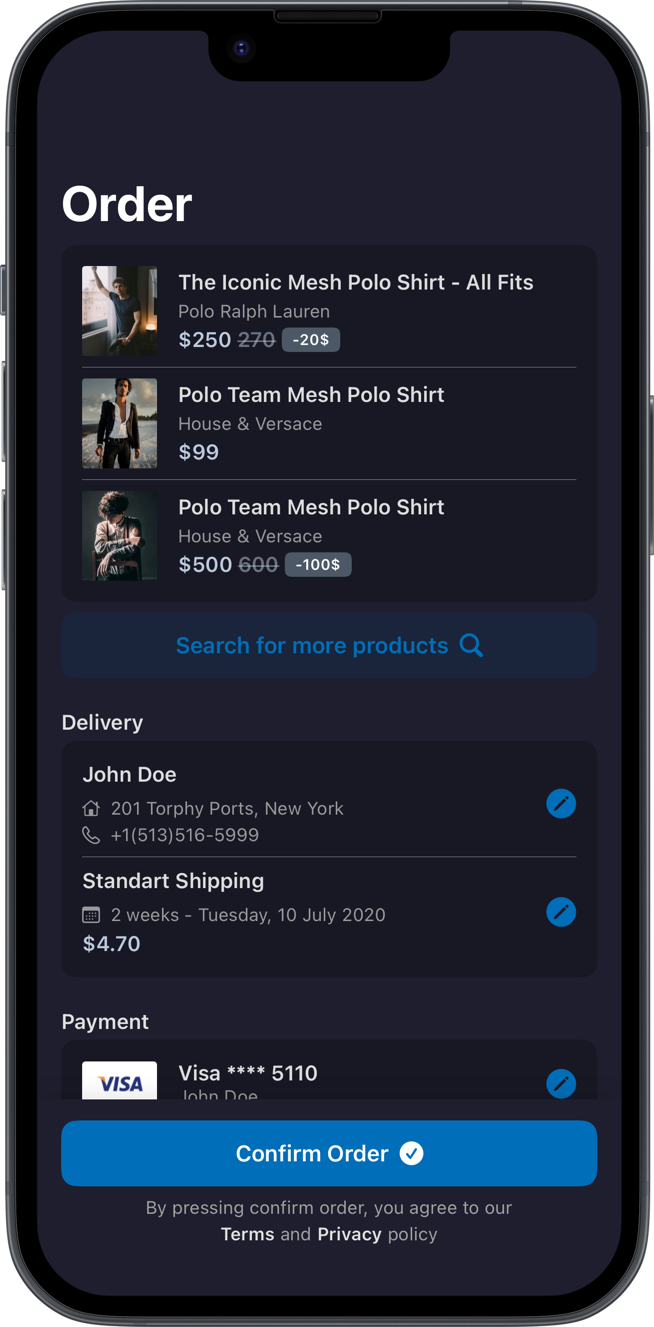 Order
The Iconic Mesh Polo Shirt - All Fits
Polo Ralph Lauren
$250 270 -20$
Polo Team Mesh Polo Shirt
House & Versace
$99
Polo Team Mesh Polo Shirt
House & Versace
$500 600 -100$
Search for more products
Delivery
John Doe
201 Torphy Ports, New York
+1(513)516-5999
Standart Shipping
2 weeks - Tuesday, 10 July 2020
$4.70
Payment
VISA Visa **** 5110
John Doe
Confirm Order
By pressing confirm order, you agree to our
Terms and Privacy policy